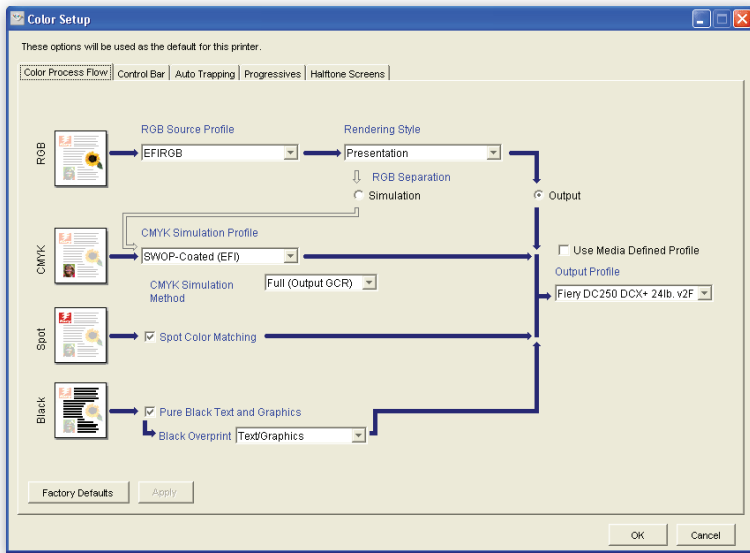 Color Setup
These options will be used as the default for this printer.
Color Process Flow
Control Bar
Auto Trapping
Progressives
Halftone Screens
RGB
RGB Source Profile
EFIRGB
Rendering Style
Presentation
RGB Separation
Simulation
Output
CMYK
CMYK Simulation Profile
SWOP-Coated (EFI)
CMYK Simulation
Method
Full (Output GCR)
Use Media Defined Profile
Output Profile
Fiery DC250 DCX+ 24lb. v2F
Spot
Spot Color Matching
Black
Pure Black Text and Graphics
Black Overprint
Text/Graphics
Factory Defaults
Apply
OK
Cancel